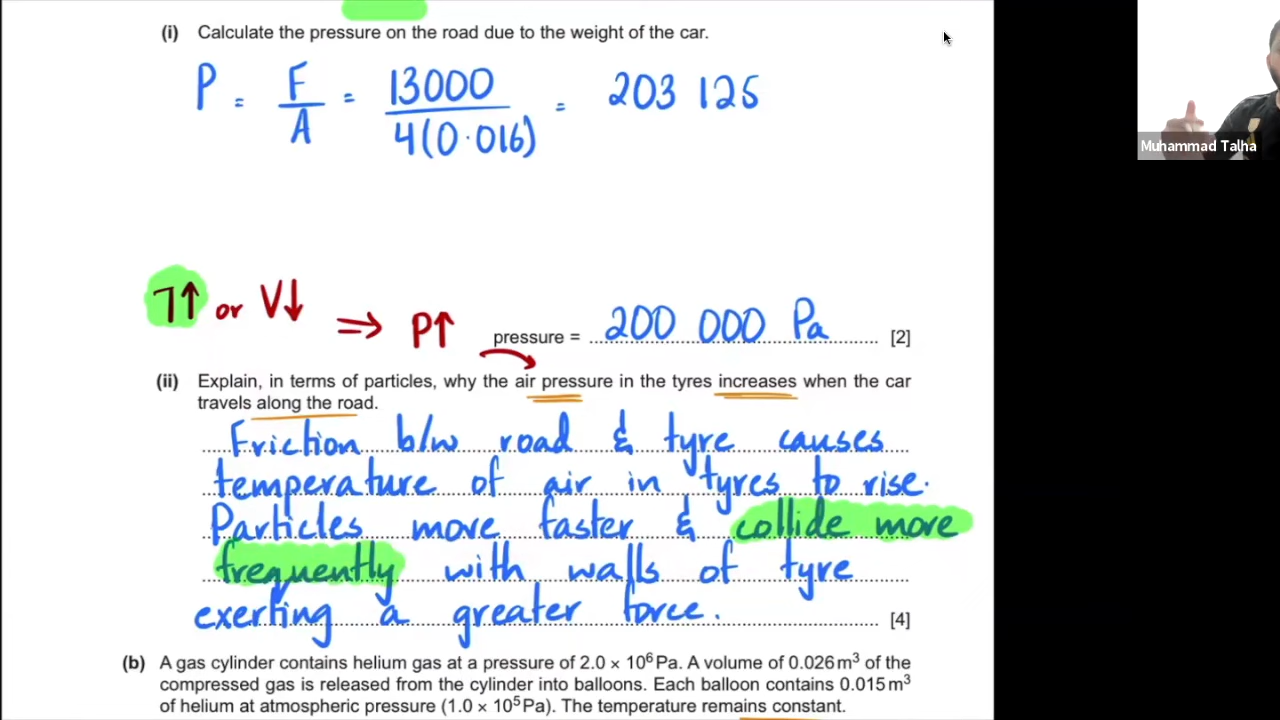 (i) Calculate the pressure on the road due to the weight of the car.
P = F/A = 13000/4(0·016) = 203 125
Muhammad Talha
T↑ or V↓ ⇒ P↑
pressure = 200 000 Pa [2]
(ii) Explain, in terms of particles, why the air pressure in the tyres increases when the car
travels along the road.
Friction b/w road & tyre causes
temperature of air in tyres to rise.
Particles more faster & collide more
frequently with walls of tyre
exerting a greater force. [4]
(b) A gas cylinder contains helium gas at a pressure of 2.0 × 10⁶ Pa. A volume of 0.026 m³ of the
compressed gas is released from the cylinder into balloons. Each balloon contains 0.015 m³
of helium at atmospheric pressure (1.0 × 10⁵ Pa). The temperature remains constant.